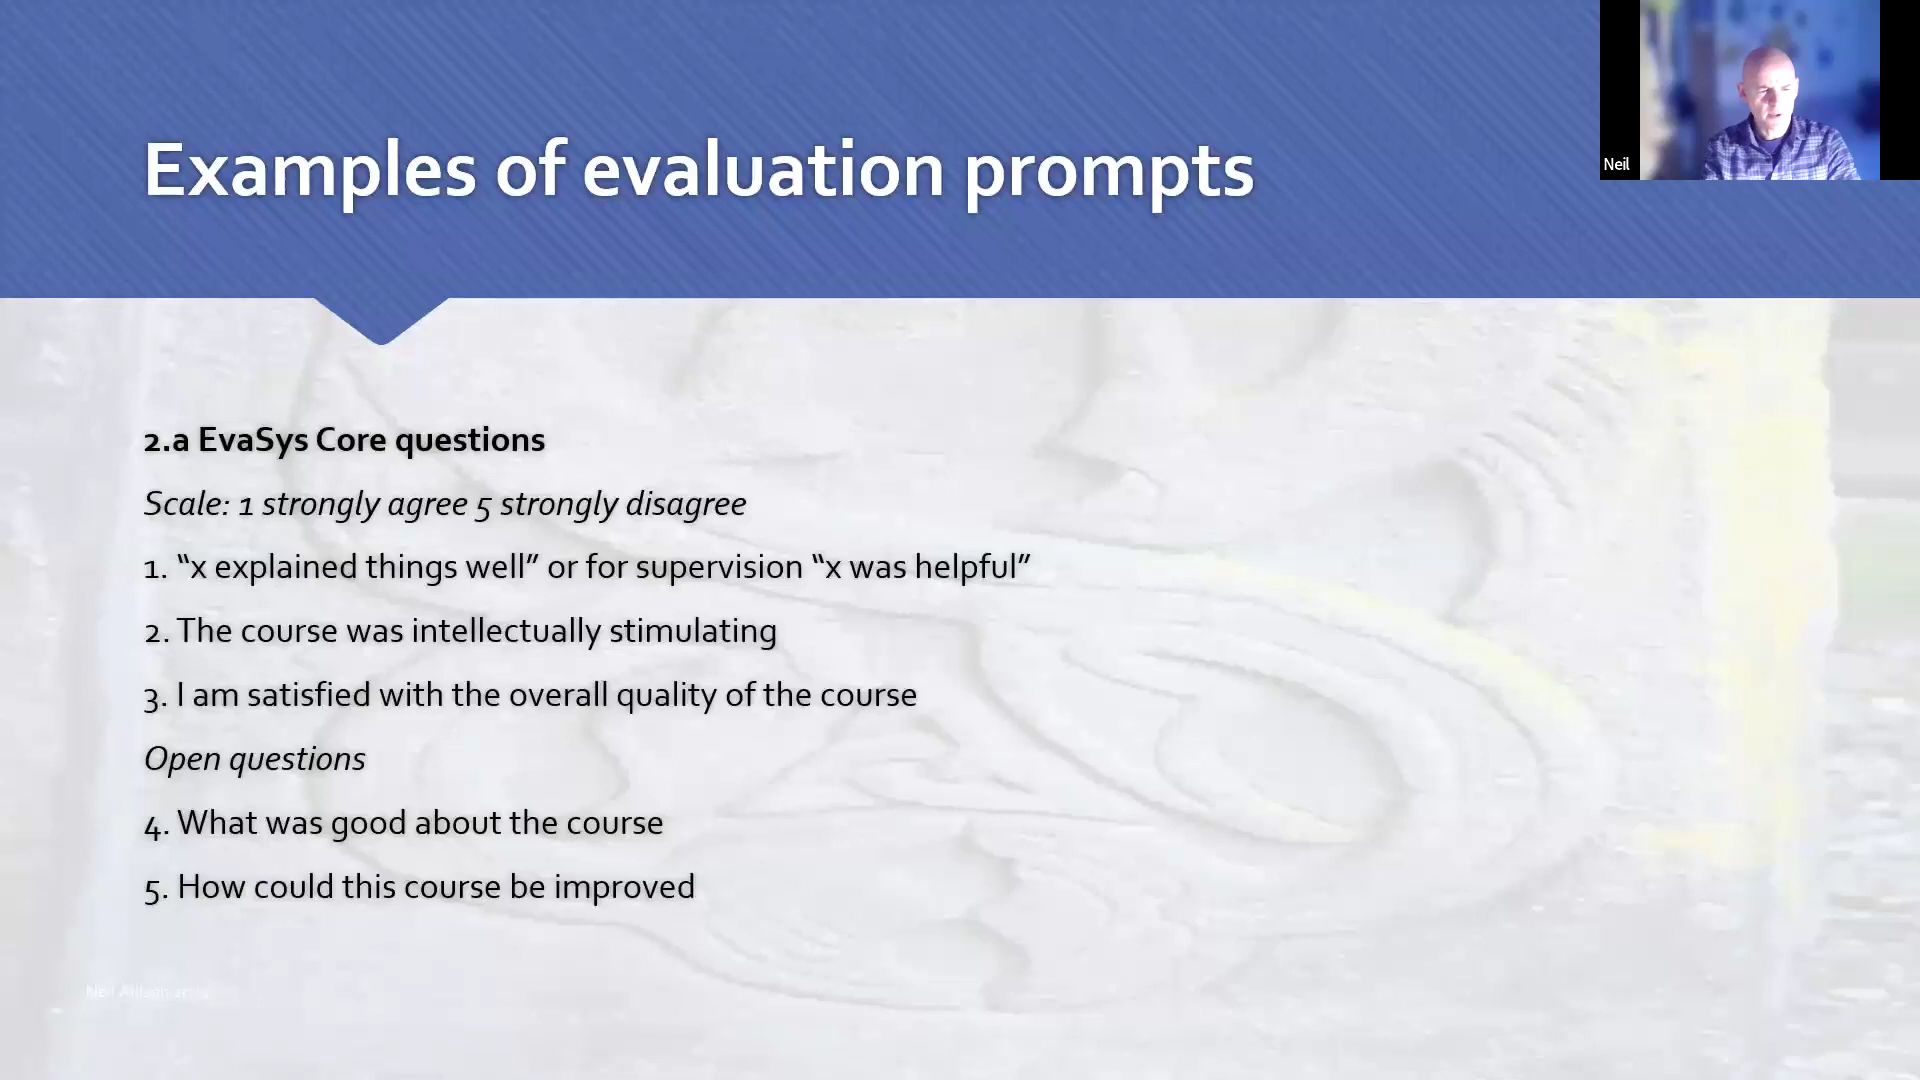 Examples of evaluation prompts
Neil
2.a EvaSys Core questions
Scale: 1 strongly agree 5 strongly disagree
1. “x explained things well” or for supervision “x was helpful”
2. The course was intellectually stimulating
3. I am satisfied with the overall quality of the course
Open questions
4. What was good about the course
5. How could this course be improved
Neil